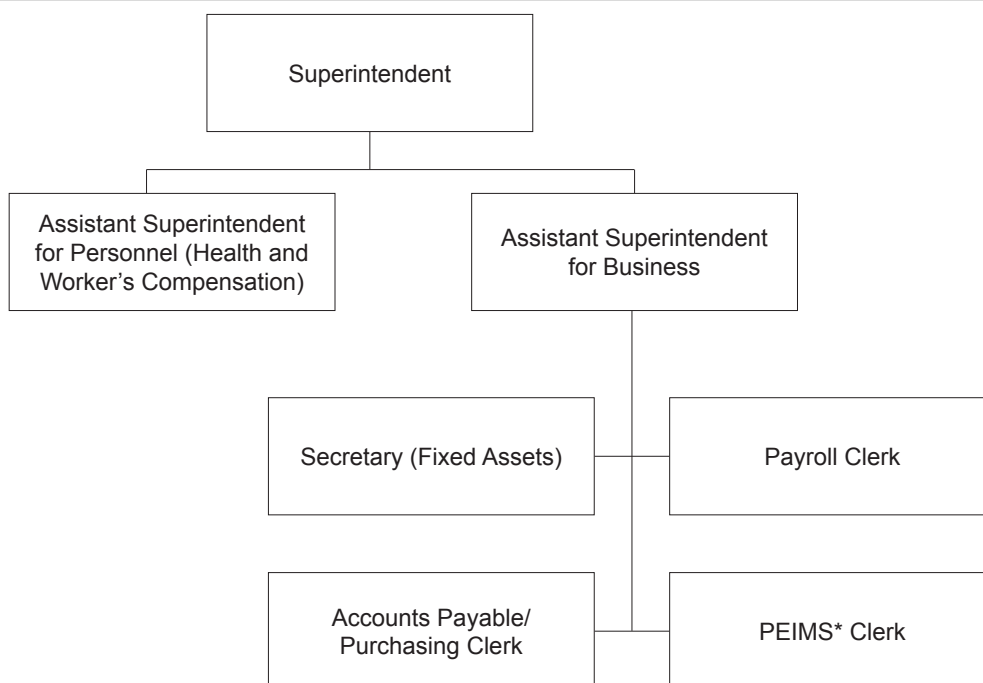 Superintendent
Assistant Superintendent
for Personnel (Health and
Worker’s Compensation)
Assistant Superintendent
for Business
Secretary (Fixed Assets)
Payroll Clerk
Accounts Payable/
Purchasing Clerk
PEIMS* Clerk